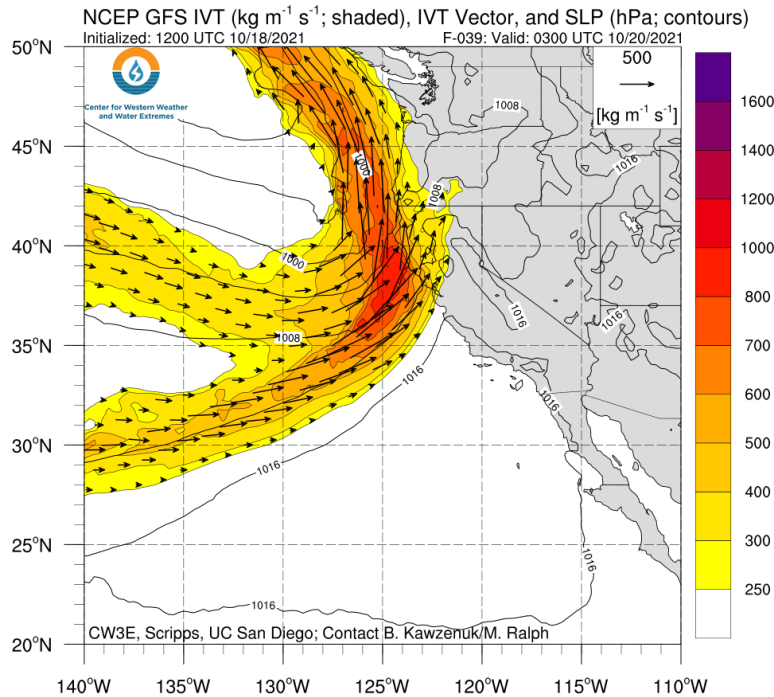 NCEP GFS IVT (kg m⁻¹ s⁻¹; shaded), IVT Vector, and SLP (hPa; contours)
Initialized: 1200 UTC 10/18/2021 F-039: Valid: 0300 UTC 10/20/2021
Center for Western Weather
and Water Extremes
500
[kg m⁻¹ s⁻¹]
50°N
45°N
40°N
35°N
30°N
25°N
20°N
1008
1016
1000
1008
1000
1008
1016
1016
1016
1016
1016
1016
1016
CW3E, Scripps, UC San Diego; Contact B. Kawzenuk/M. Ralph
140°W 135°W 130°W 125°W 120°W 115°W 110°W
1600
1400
1200
1000
800
700
600
500
400
300
250